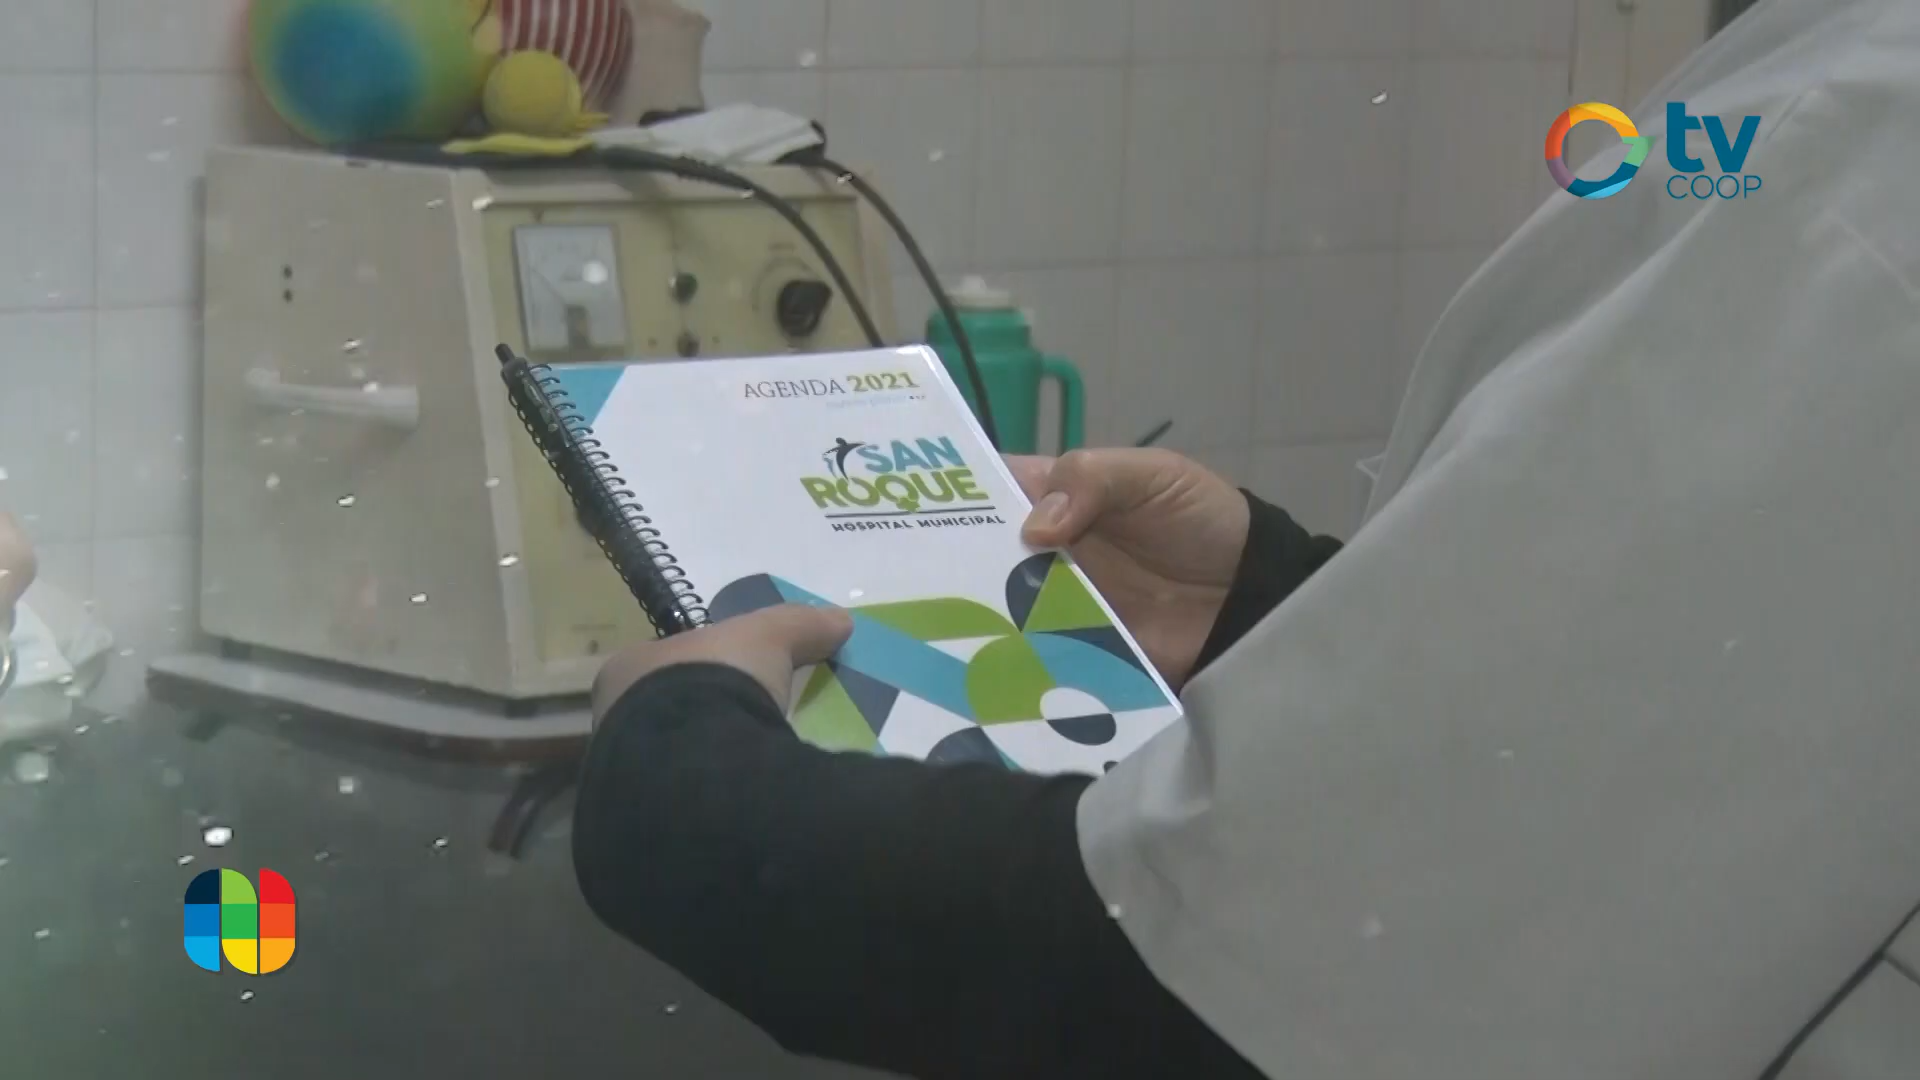 tv
COOP
AGENDA 2021
SAN
ROQUE
HOSPITAL MUNICIPAL